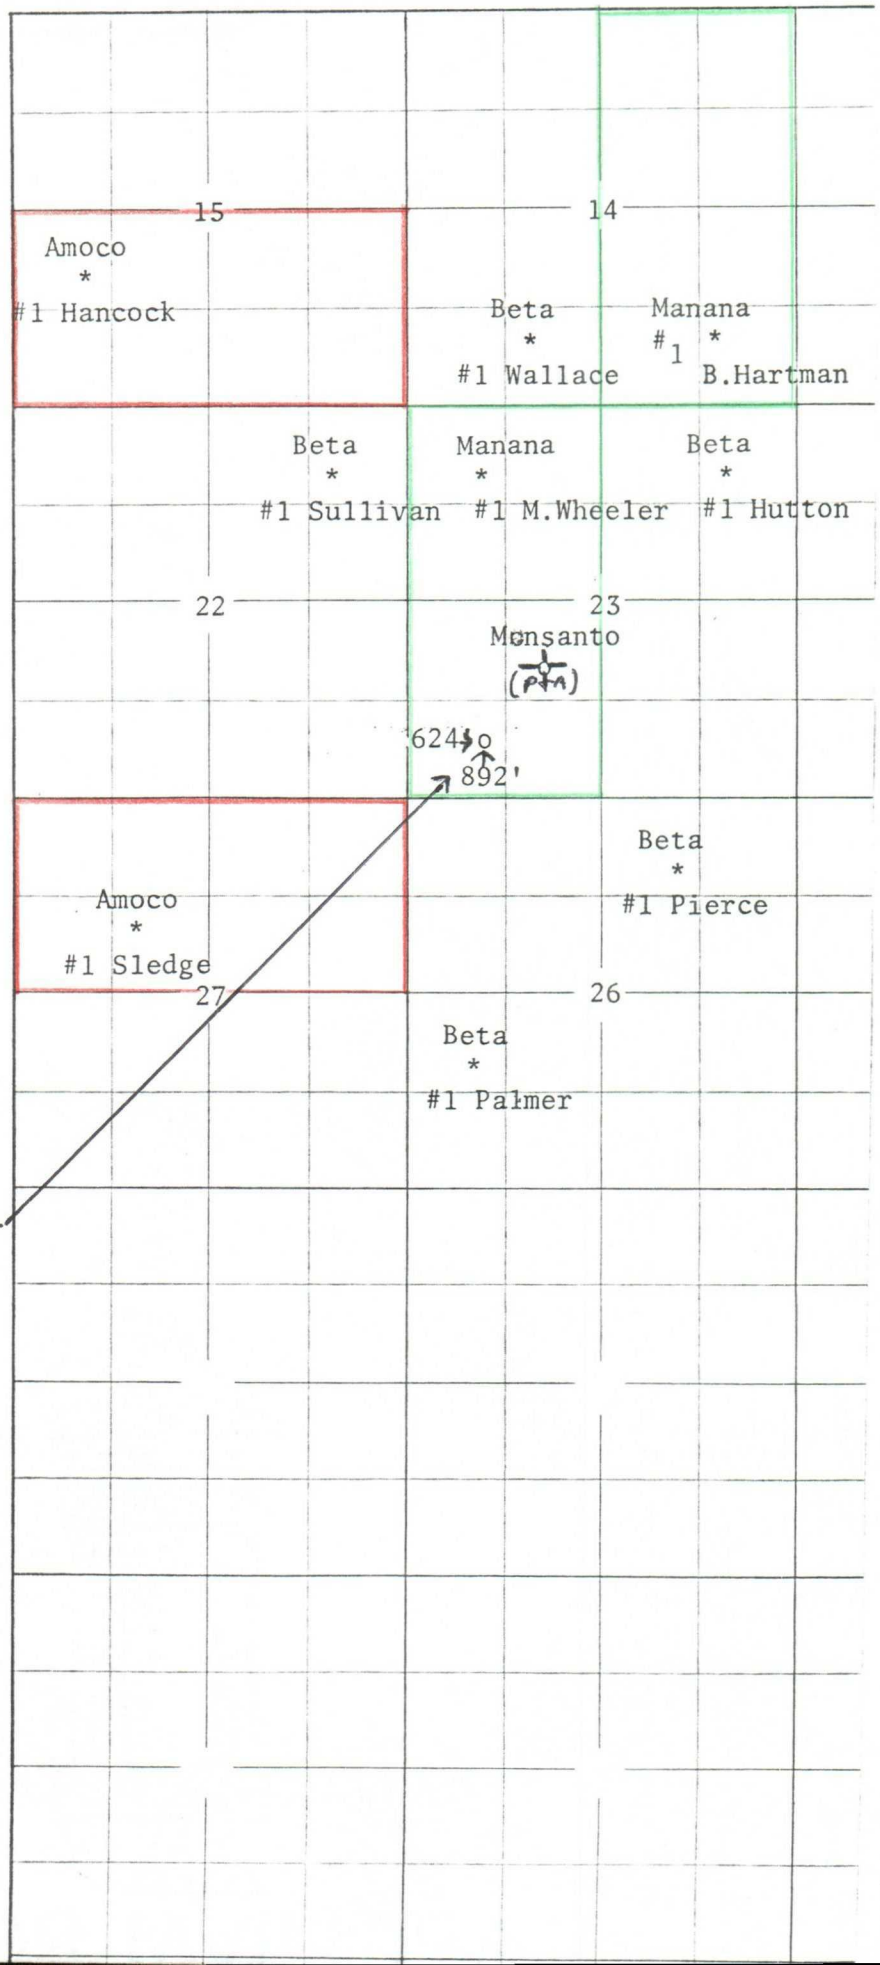 15
14
Amoco
*
#1 Hancock
Beta
*
#1 Wallace
Manana
#1 *
B.Hartman
Beta
*
#1 Sullivan
Manana
*
#1 M.Wheeler
Beta
*
#1 Hutton
22
23
Monsanto
(P+A)
624' o
892'
Beta
*
#1 Pierce
Amoco
*
#1 Sledge
27
26
Beta
*
#1 Palmer